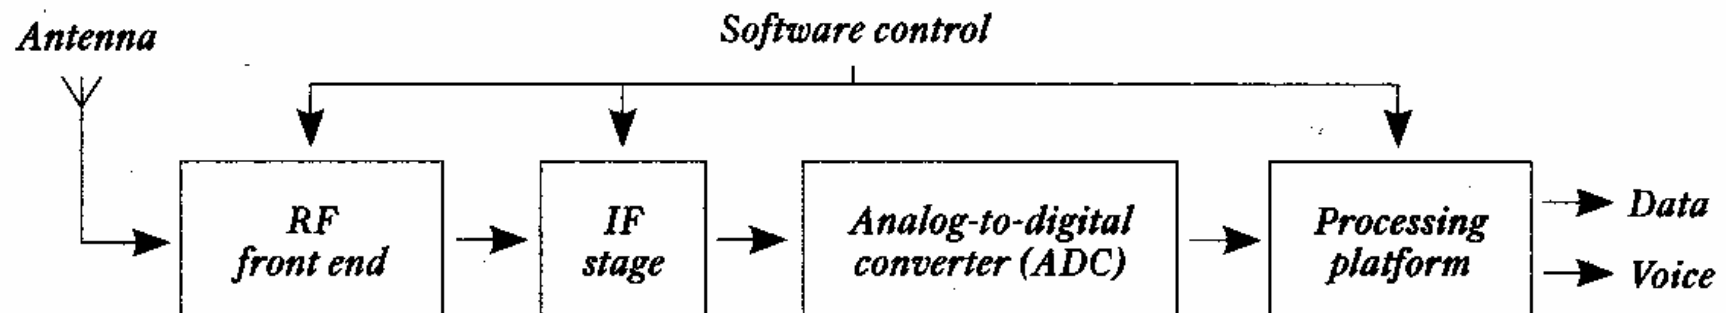 Antenna
Software control
RF
front end
IF
stage
Analog-to-digital
converter (ADC)
Processing
platform
Data
Voice